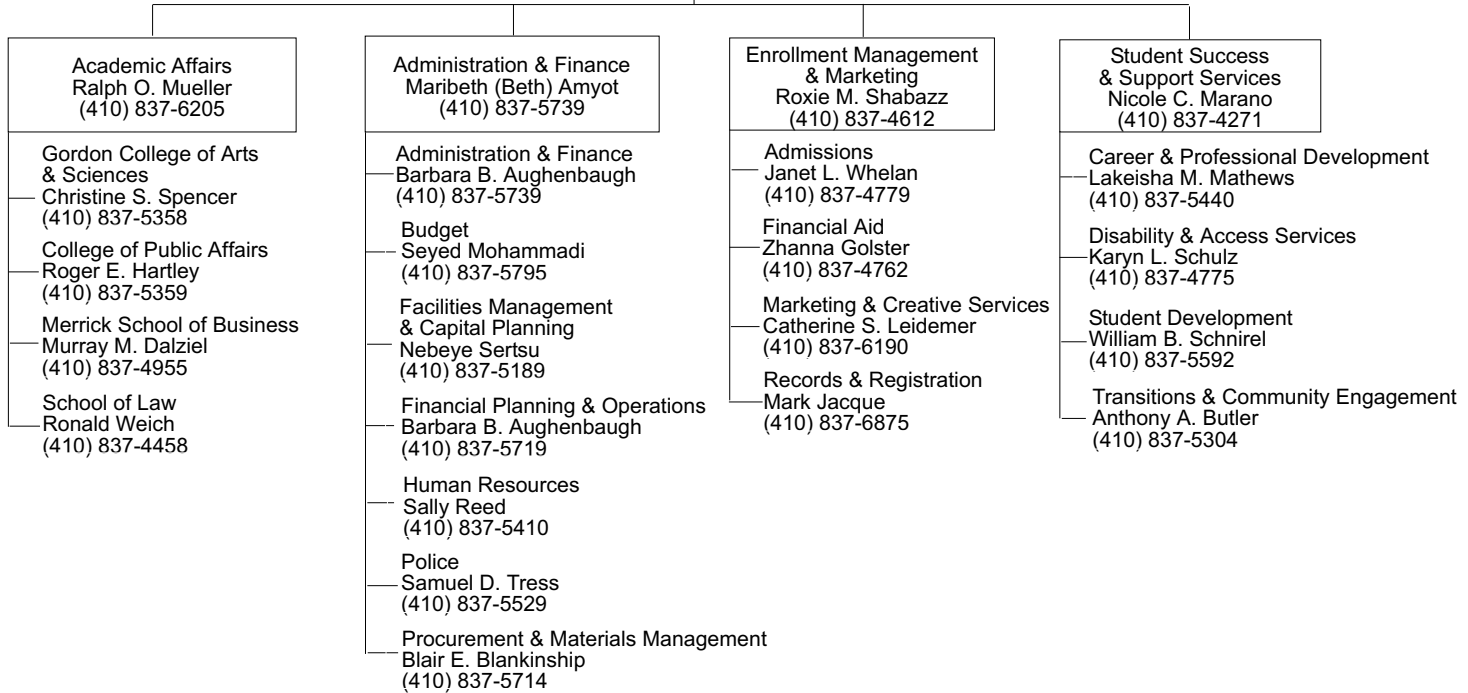 Academic Affairs
Ralph O. Mueller
(410) 837-6205
Gordon College of Arts
& Sciences
Christine S. Spencer
(410) 837-5358
College of Public Affairs
Roger E. Hartley
(410) 837-5359
Merrick School of Business
Murray M. Dalziel
(410) 837-4955
School of Law
Ronald Weich
(410) 837-4458
Administration & Finance
Maribeth (Beth) Amyot
(410) 837-5739
Administration & Finance
Barbara B. Aughenbaugh
(410) 837-5739
Budget
Seyed Mohammadi
(410) 837-5795
Facilities Management
& Capital Planning
Nebeye Sertsu
(410) 837-5189
Financial Planning & Operations
Barbara B. Aughenbaugh
(410) 837-5719
Human Resources
Sally Reed
(410) 837-5410
Police
Samuel D. Tress
(410) 837-5529
Procurement & Materials Management
Blair E. Blankinship
(410) 837-5714
Enrollment Management
& Marketing
Roxie M. Shabazz
(410) 837-4612
Admissions
Janet L. Whelan
(410) 837-4779
Financial Aid
Zhanna Golster
(410) 837-4762
Marketing & Creative Services
Catherine S. Leidemer
(410) 837-6190
Records & Registration
Mark Jacque
(410) 837-6875
Student Success
& Support Services
Nicole C. Marano
(410) 837-4271
Career & Professional Development
Lakeisha M. Mathews
(410) 837-5440
Disability & Access Services
Karyn L. Schulz
(410) 837-4775
Student Development
William B. Schnirel
(410) 837-5592
Transitions & Community Engagement
Anthony A. Butler
(410) 837-5304